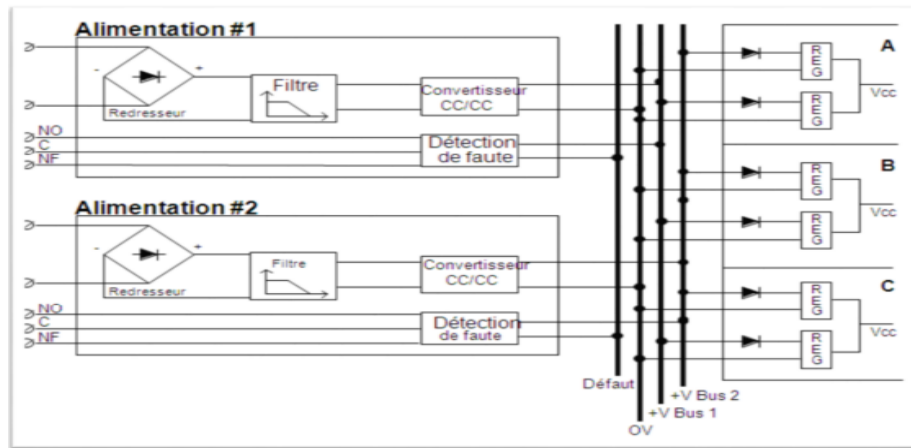 Alimentation #1
-
+
Redresseur
Filtre
Convertisseur
CC/CC
NO
C
NF
Détection
de faute
Alimentation #2
-
+
Redresseur
Filtre
Convertisseur
CC/CC
NO
C
NF
Détection
de faute
Défaut
OV
+V Bus 1
+V Bus 2
A
REG
REG
Vcc
B
REG
REG
Vcc
C
REG
REG
Vcc